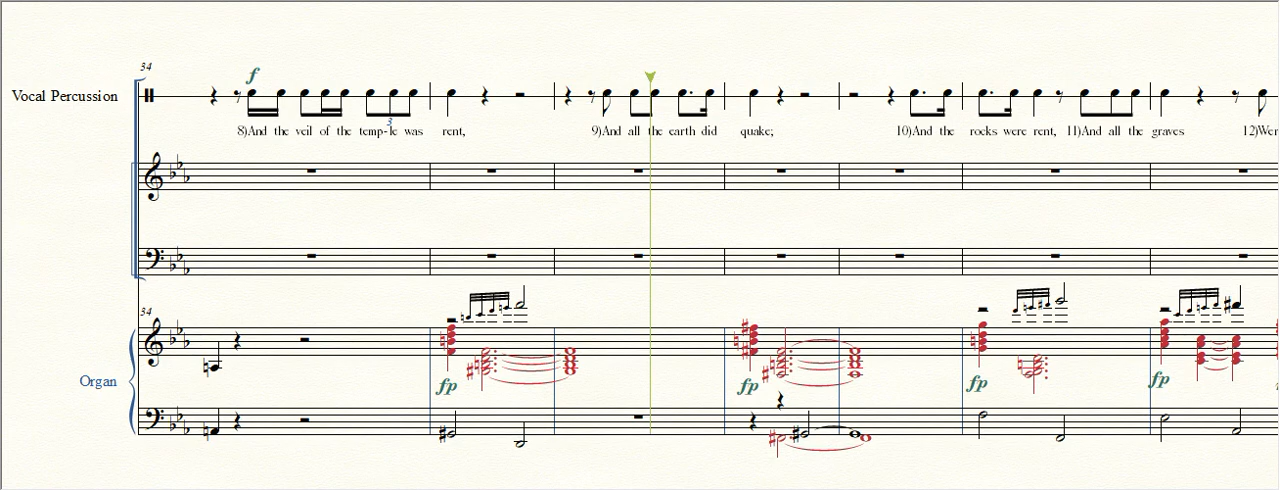 34
f
Vocal Percussion
3
8)And the veil of the temp-le was rent, 9)And all the earth did quake; 10)And the rocks were rent, 11)And all the graves 12)Wer
34
Organ
fp fp fp fp